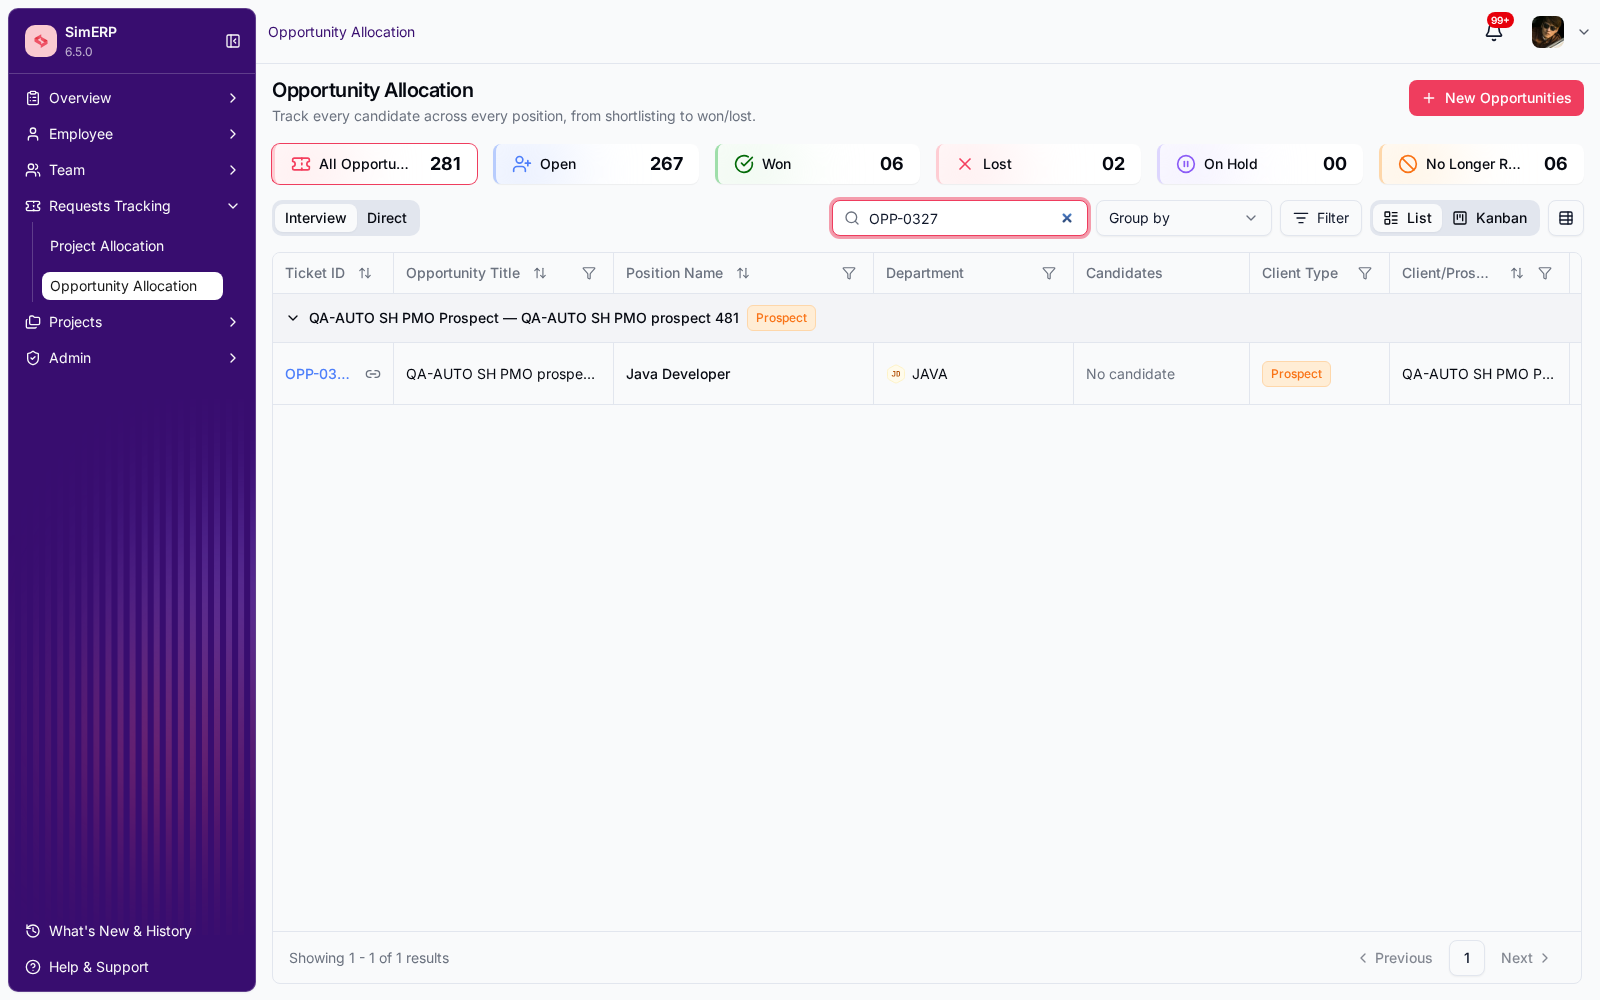 SimERP
6.5.0
Overview
Employee
Team
Requests Tracking
Project Allocation
Opportunity Allocation
Projects
Admin
What's New & History
Help & Support
Opportunity Allocation
99+
Opportunity Allocation
Track every candidate across every position, from shortlisting to won/lost.
New Opportunities
All Opportu... 281
Open 267
Won 06
Lost 02
On Hold 00
No Longer R... 06
Interview Direct
OPP-0327
Group by
Filter
List Kanban
Ticket ID Opportunity Title Position Name Department Candidates Client Type Client/Pros...
QA-AUTO SH PMO Prospect — QA-AUTO SH PMO prospect 481 Prospect
OPP-03... QA-AUTO SH PMO prospe... Java Developer JD JAVA No candidate Prospect QA-AUTO SH PMO P...
Showing 1 - 1 of 1 results
Previous 1 Next